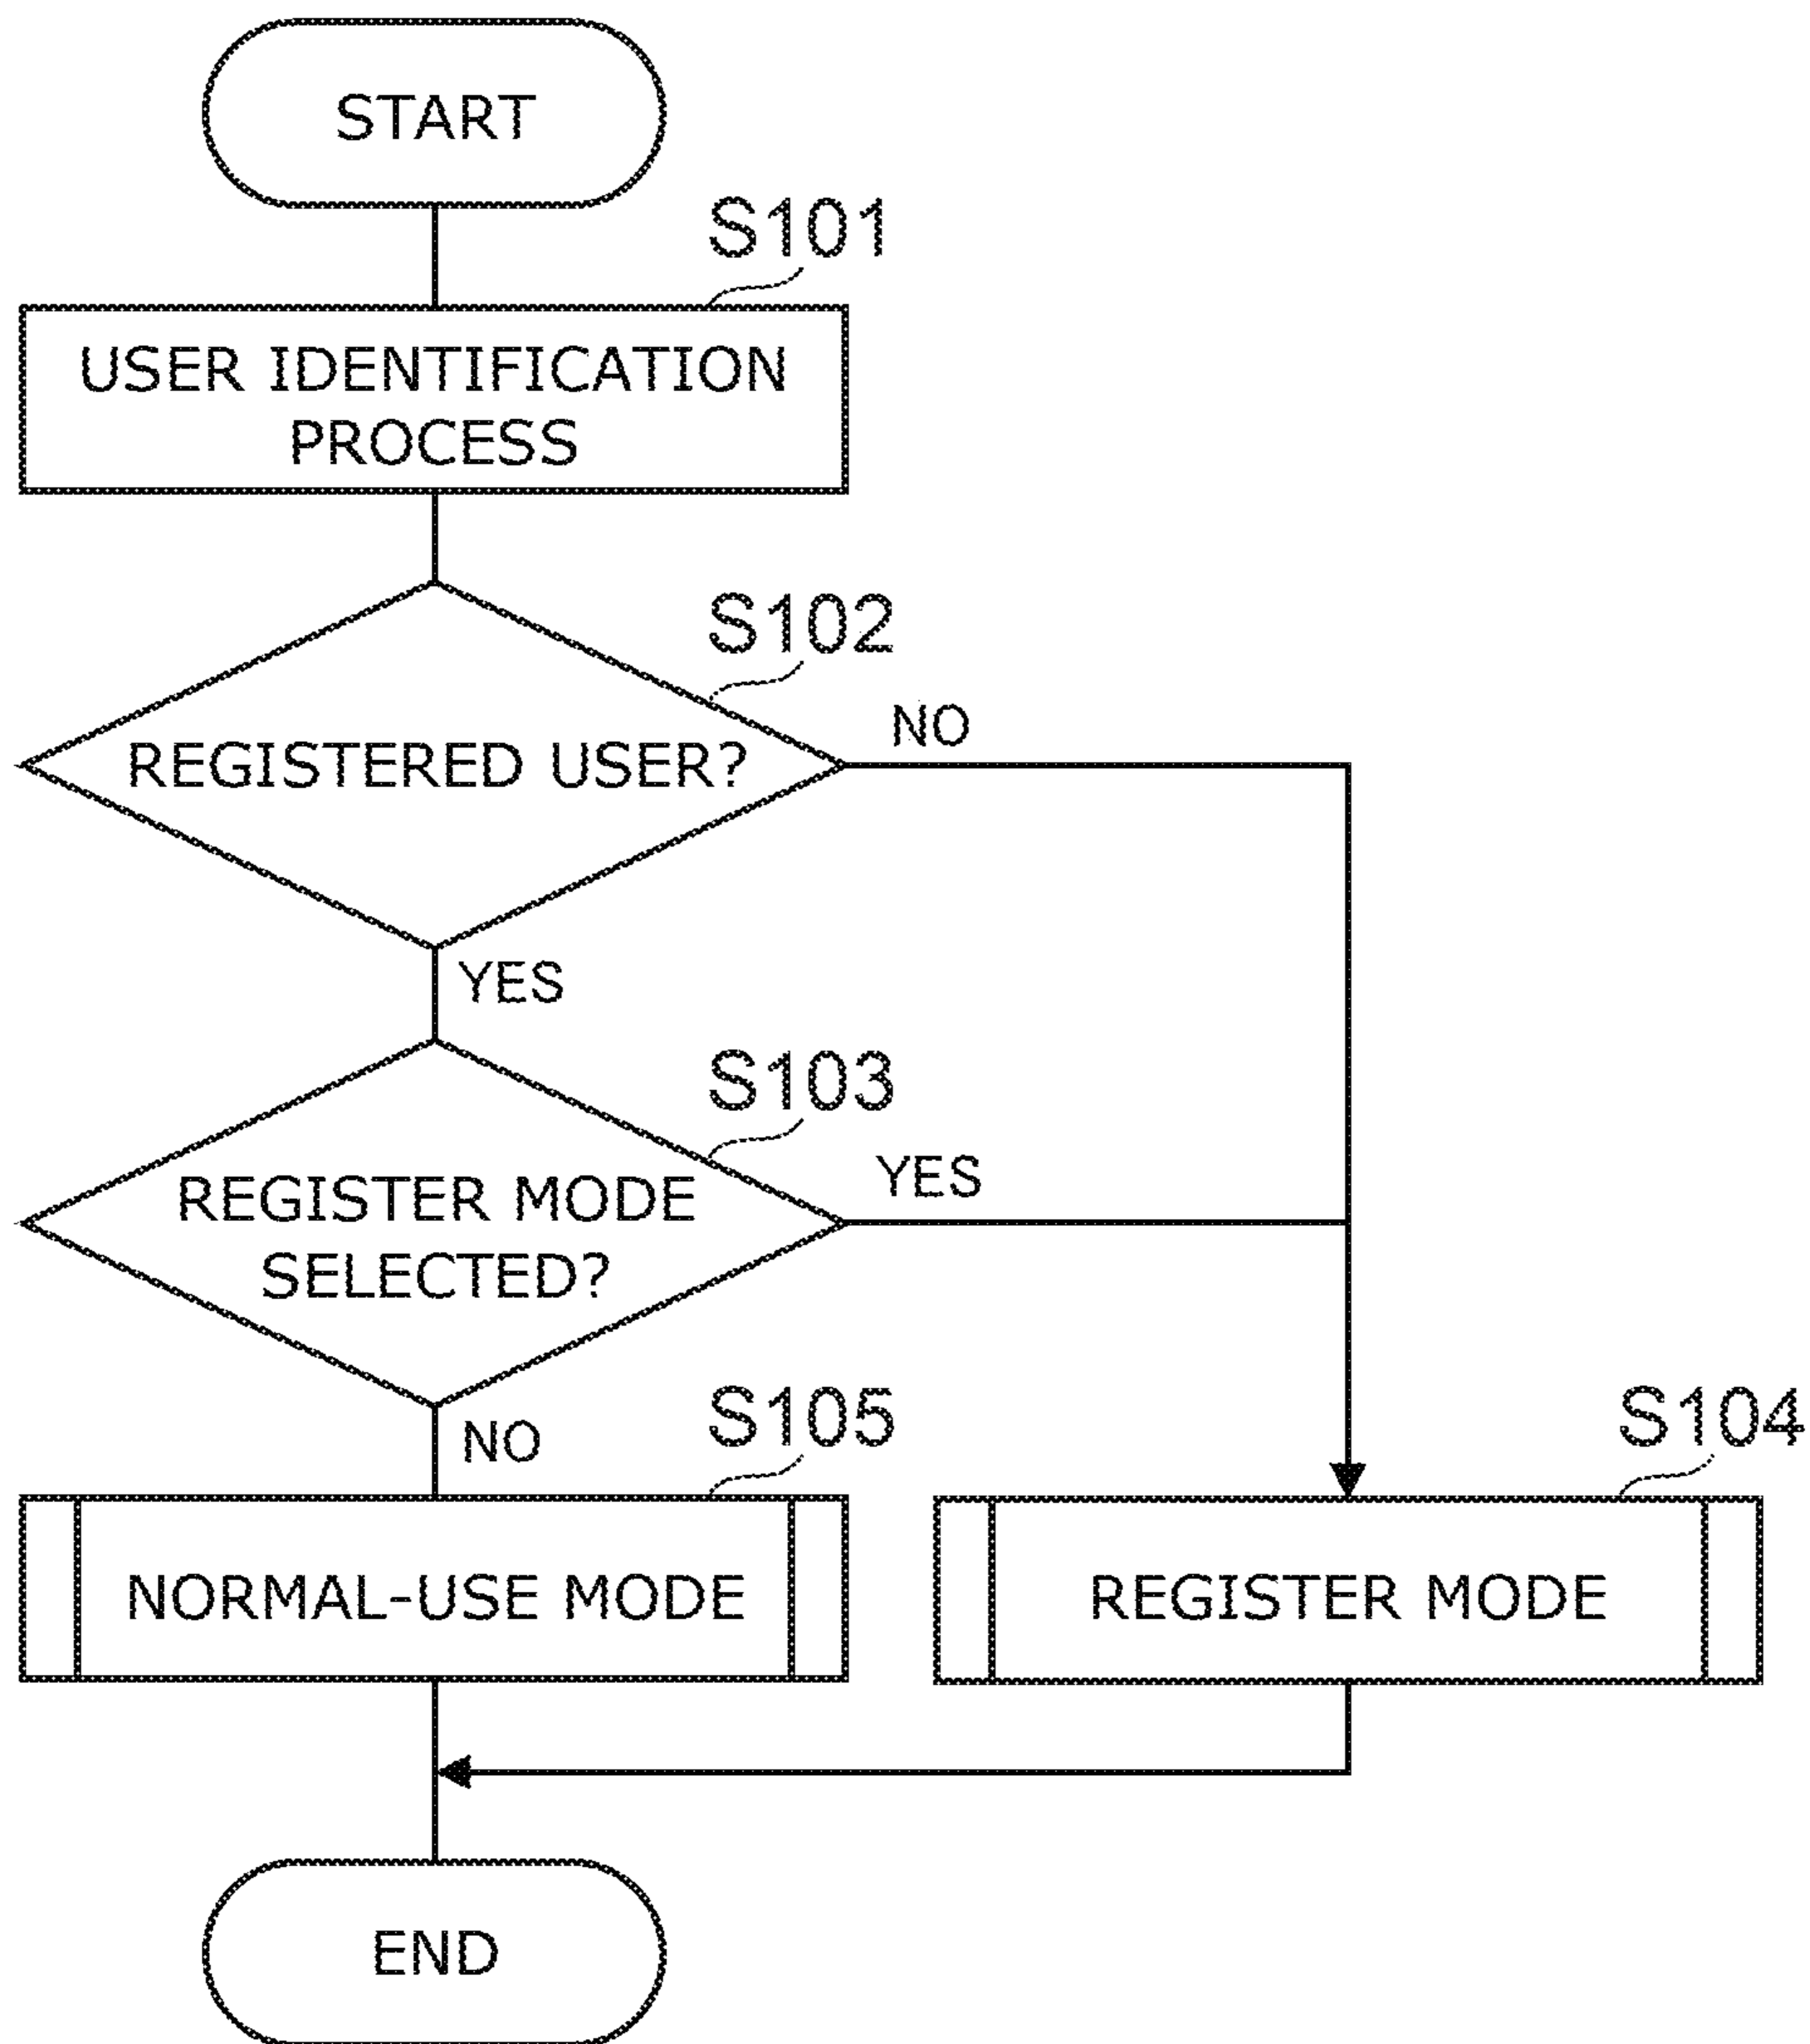 START
S101
USER IDENTIFICATION
PROCESS
S102
REGISTERED USER?
NO
YES
S103
REGISTER MODE
SELECTED?
YES
NO
S105
NORMAL-USE MODE
S104
REGISTER MODE
END